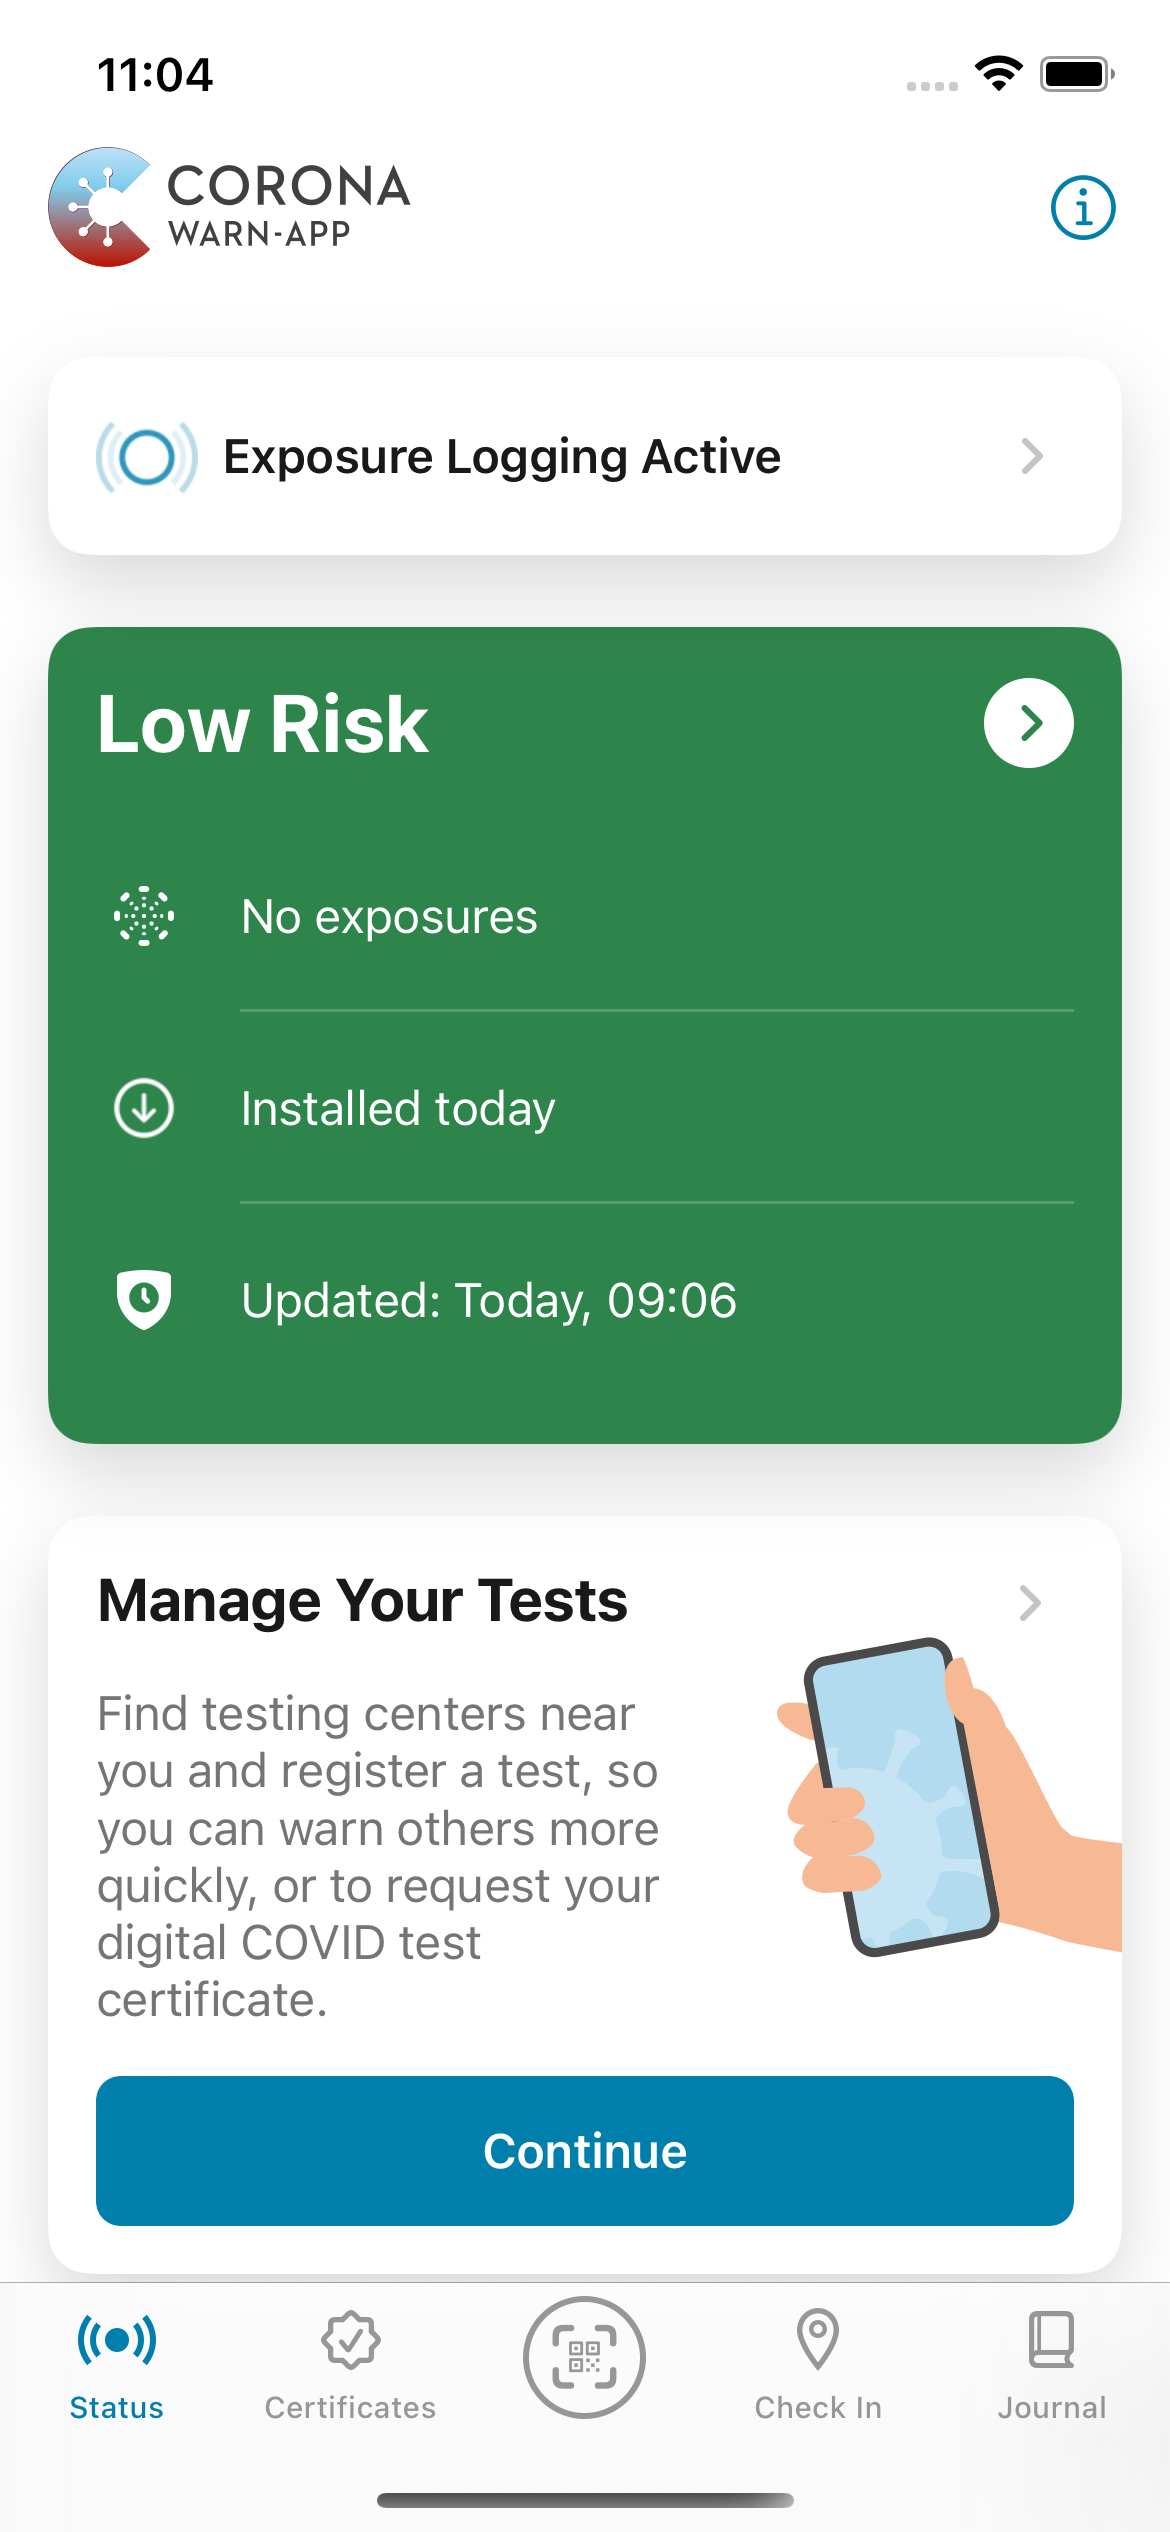 11:04
CORONA
WARN-APP
Exposure Logging Active
Low Risk
No exposures
Installed today
Updated: Today, 09:06
Manage Your Tests
Find testing centers near
you and register a test, so
you can warn others more
quickly, or to request your
digital COVID test
certificate.
Continue
Status
Certificates
Check In
Journal